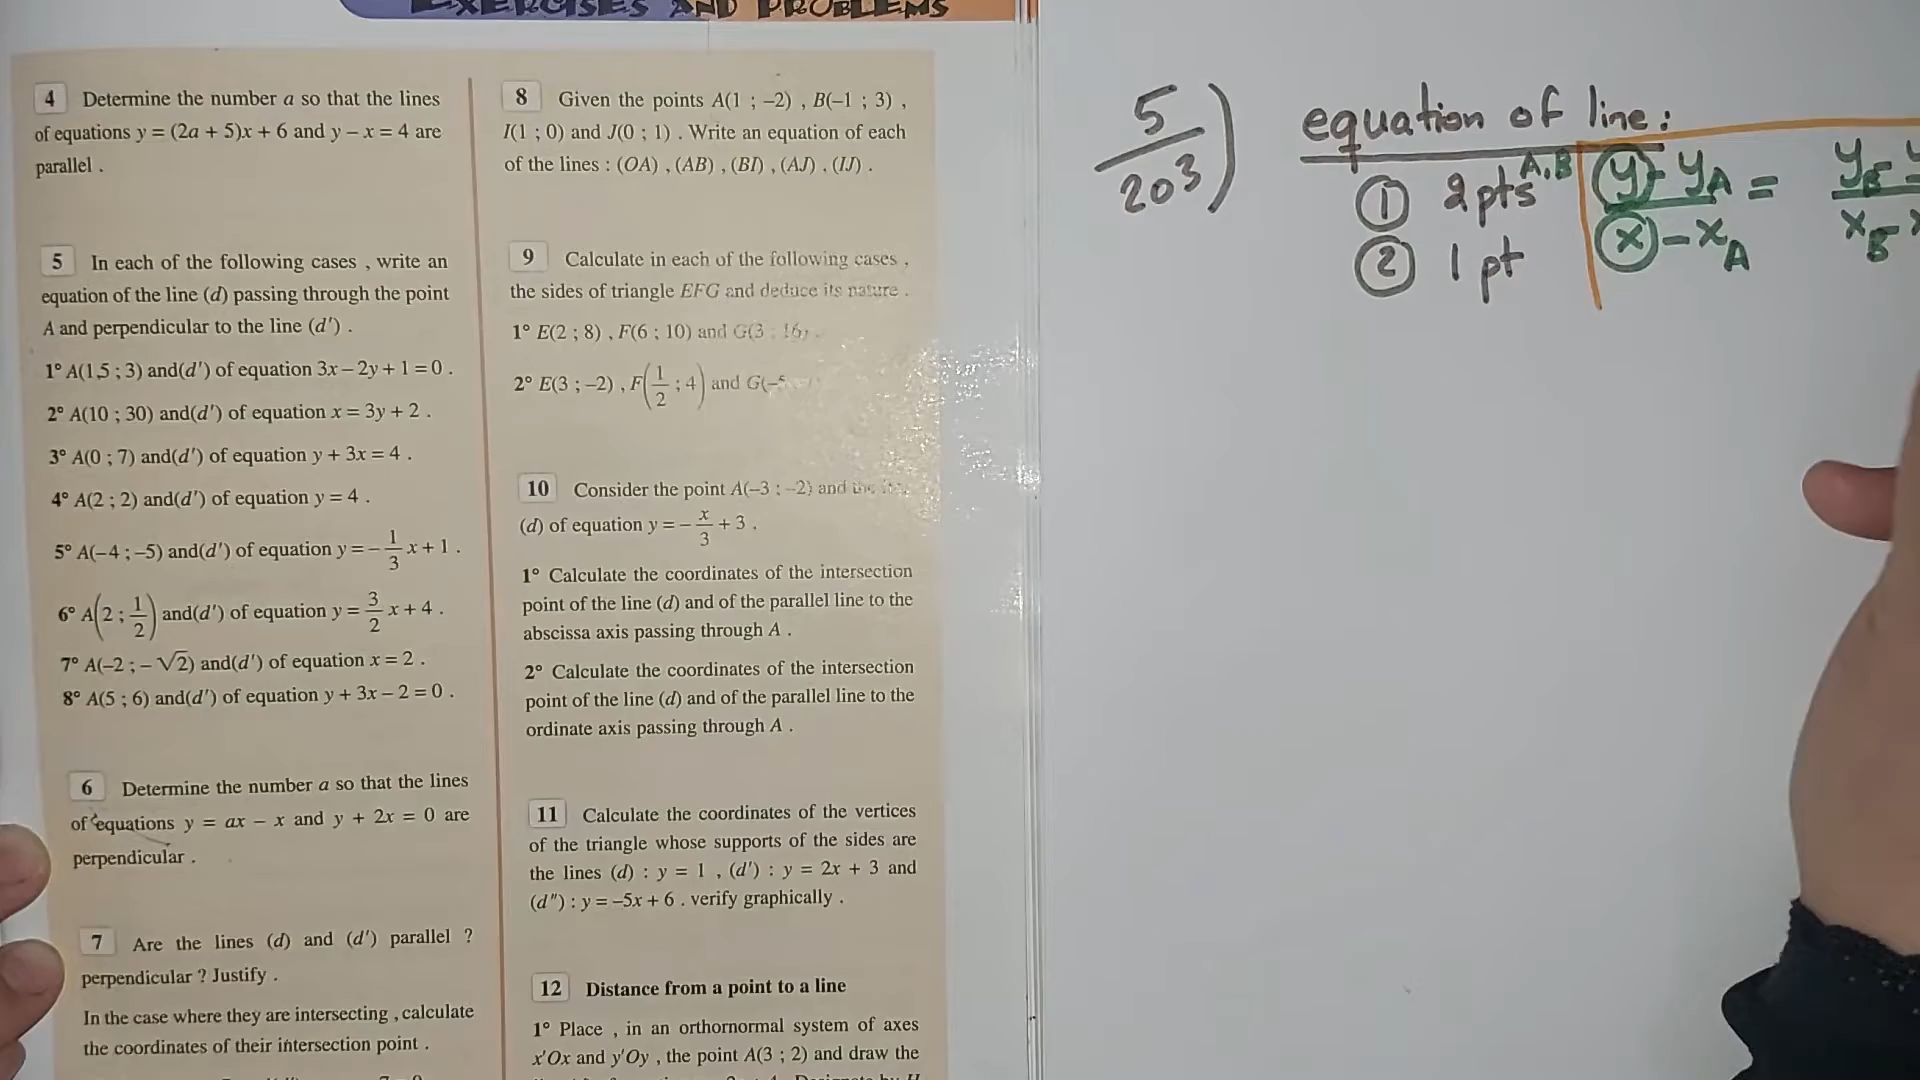 EXERCISES AND PROBLEMS
4 Determine the number a so that the lines
of equations y = (2a + 5)x + 6 and y – x = 4 are
parallel .
5 In each of the following cases , write an
equation of the line (d) passing through the point
A and perpendicular to the line (d′) .
1° A(1,5 ; 3) and(d′) of equation 3x – 2y + 1 = 0 .
2° A(10 ; 30) and(d′) of equation x = 3y + 2 .
3° A(0 ; 7) and(d′) of equation y + 3x = 4 .
4° A(2 ; 2) and(d′) of equation y = 4 .
5° A(–4 ; –5) and(d′) of equation y = – 1/3 x + 1 .
6° A(2 ; 1/2) and(d′) of equation y = 3/2 x + 4 .
7° A(–2 ; – √2) and(d′) of equation x = 2 .
8° A(5 ; 6) and(d′) of equation y + 3x – 2 = 0 .
6 Determine the number a so that the lines
of equations y = ax – x and y + 2x = 0 are
perpendicular .
7 Are the lines (d) and (d′) parallel ?
perpendicular ? Justify .
In the case where they are intersecting , calculate
the coordinates of their intersection point .
8 Given the points A(1 ; –2) , B(–1 ; 3) ,
I(1 ; 0) and J(0 ; 1) . Write an equation of each
of the lines : (OA) , (AB) , (BI) , (AJ) , (IJ) .
9 Calculate in each of the following cases ,
the sides of triangle EFG and deduce its nature .
1° E(2 ; 8) , F(6 ; 10) and G(3 ; 16) .
2° E(3 ; –2) , F(1/2 ; 4) and G(–
10 Consider the point A(–3 ; –2) and the
(d) of equation y = – x/3 + 3 .
1° Calculate the coordinates of the intersection
point of the line (d) and of the parallel line to the
abscissa axis passing through A .
2° Calculate the coordinates of the intersection
point of the line (d) and of the parallel line to the
ordinate axis passing through A .
11 Calculate the coordinates of the vertices
of the triangle whose supports of the sides are
the lines (d) : y = 1 , (d′) : y = 2x + 3 and
(d″) : y = –5x + 6 . verify graphically .
12 Distance from a point to a line
1° Place , in an orthornormal system of axes
x′Ox and y′Oy , the point A(3 ; 2) and draw the
5/203)
equation of line :
① 2 pts A,B
② 1 pt
y - yA / x - xA = yB - / xB -